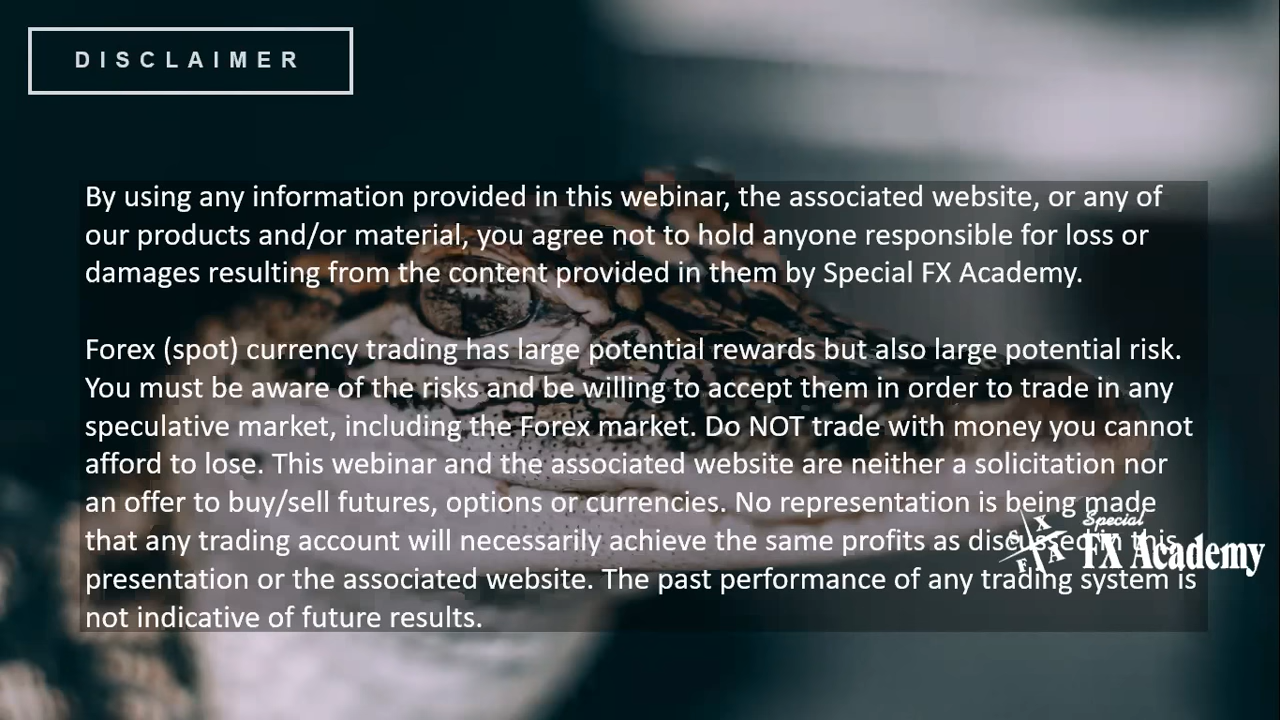 DISCLAIMER
By using any information provided in this webinar, the associated website, or any of
our products and/or material, you agree not to hold anyone responsible for loss or
damages resulting from the content provided in them by Special FX Academy.
Forex (spot) currency trading has large potential rewards but also large potential risk.
You must be aware of the risks and be willing to accept them in order to trade in any
speculative market, including the Forex market. Do NOT trade with money you cannot
afford to lose. This webinar and the associated website are neither a solicitation nor
an offer to buy/sell futures, options or currencies. No representation is being made
that any trading account will necessarily achieve the same profits as discussed in this
presentation or the associated website. The past performance of any trading system is
not indicative of future results.
S X F A
Special
FX Academy